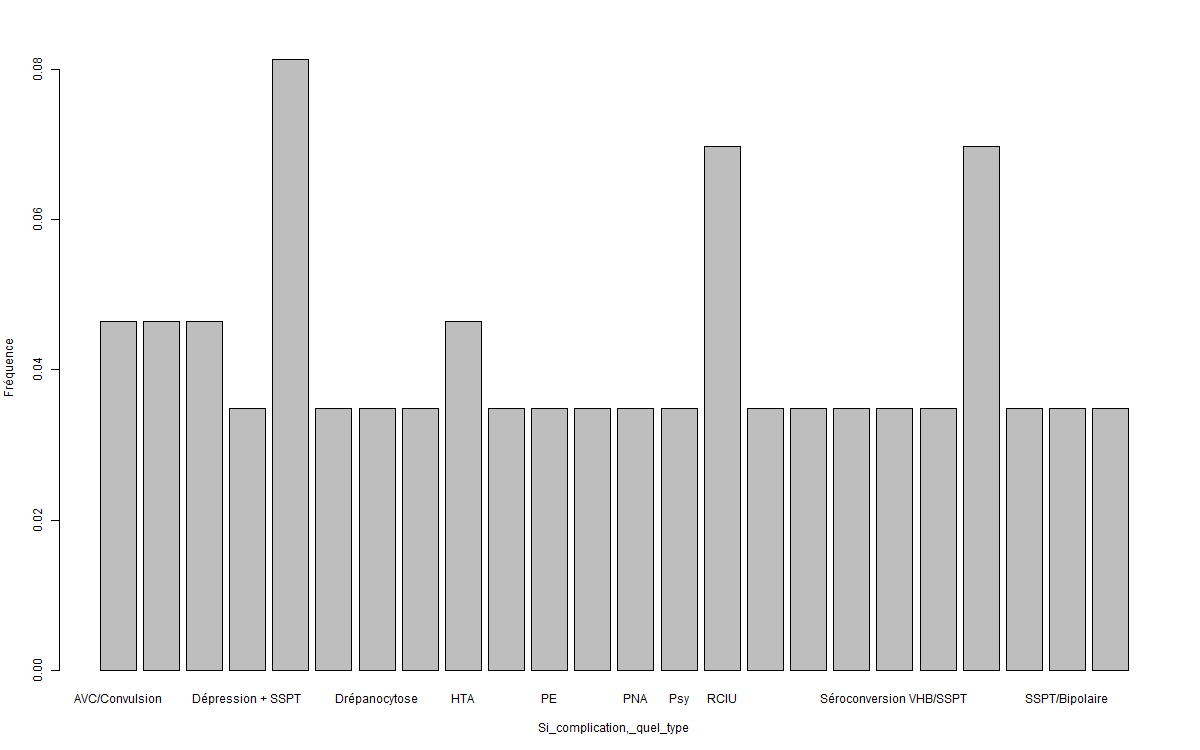 0.08
0.06
0.04
0.02
0.00
Fréquence
AVC/Convulsion Dépression + SSPT Drépanocytose HTA PE PNA Psy RCIU Séroconversion VHB/SSPT SSPT/Bipolaire
Si_complication,_quel_type